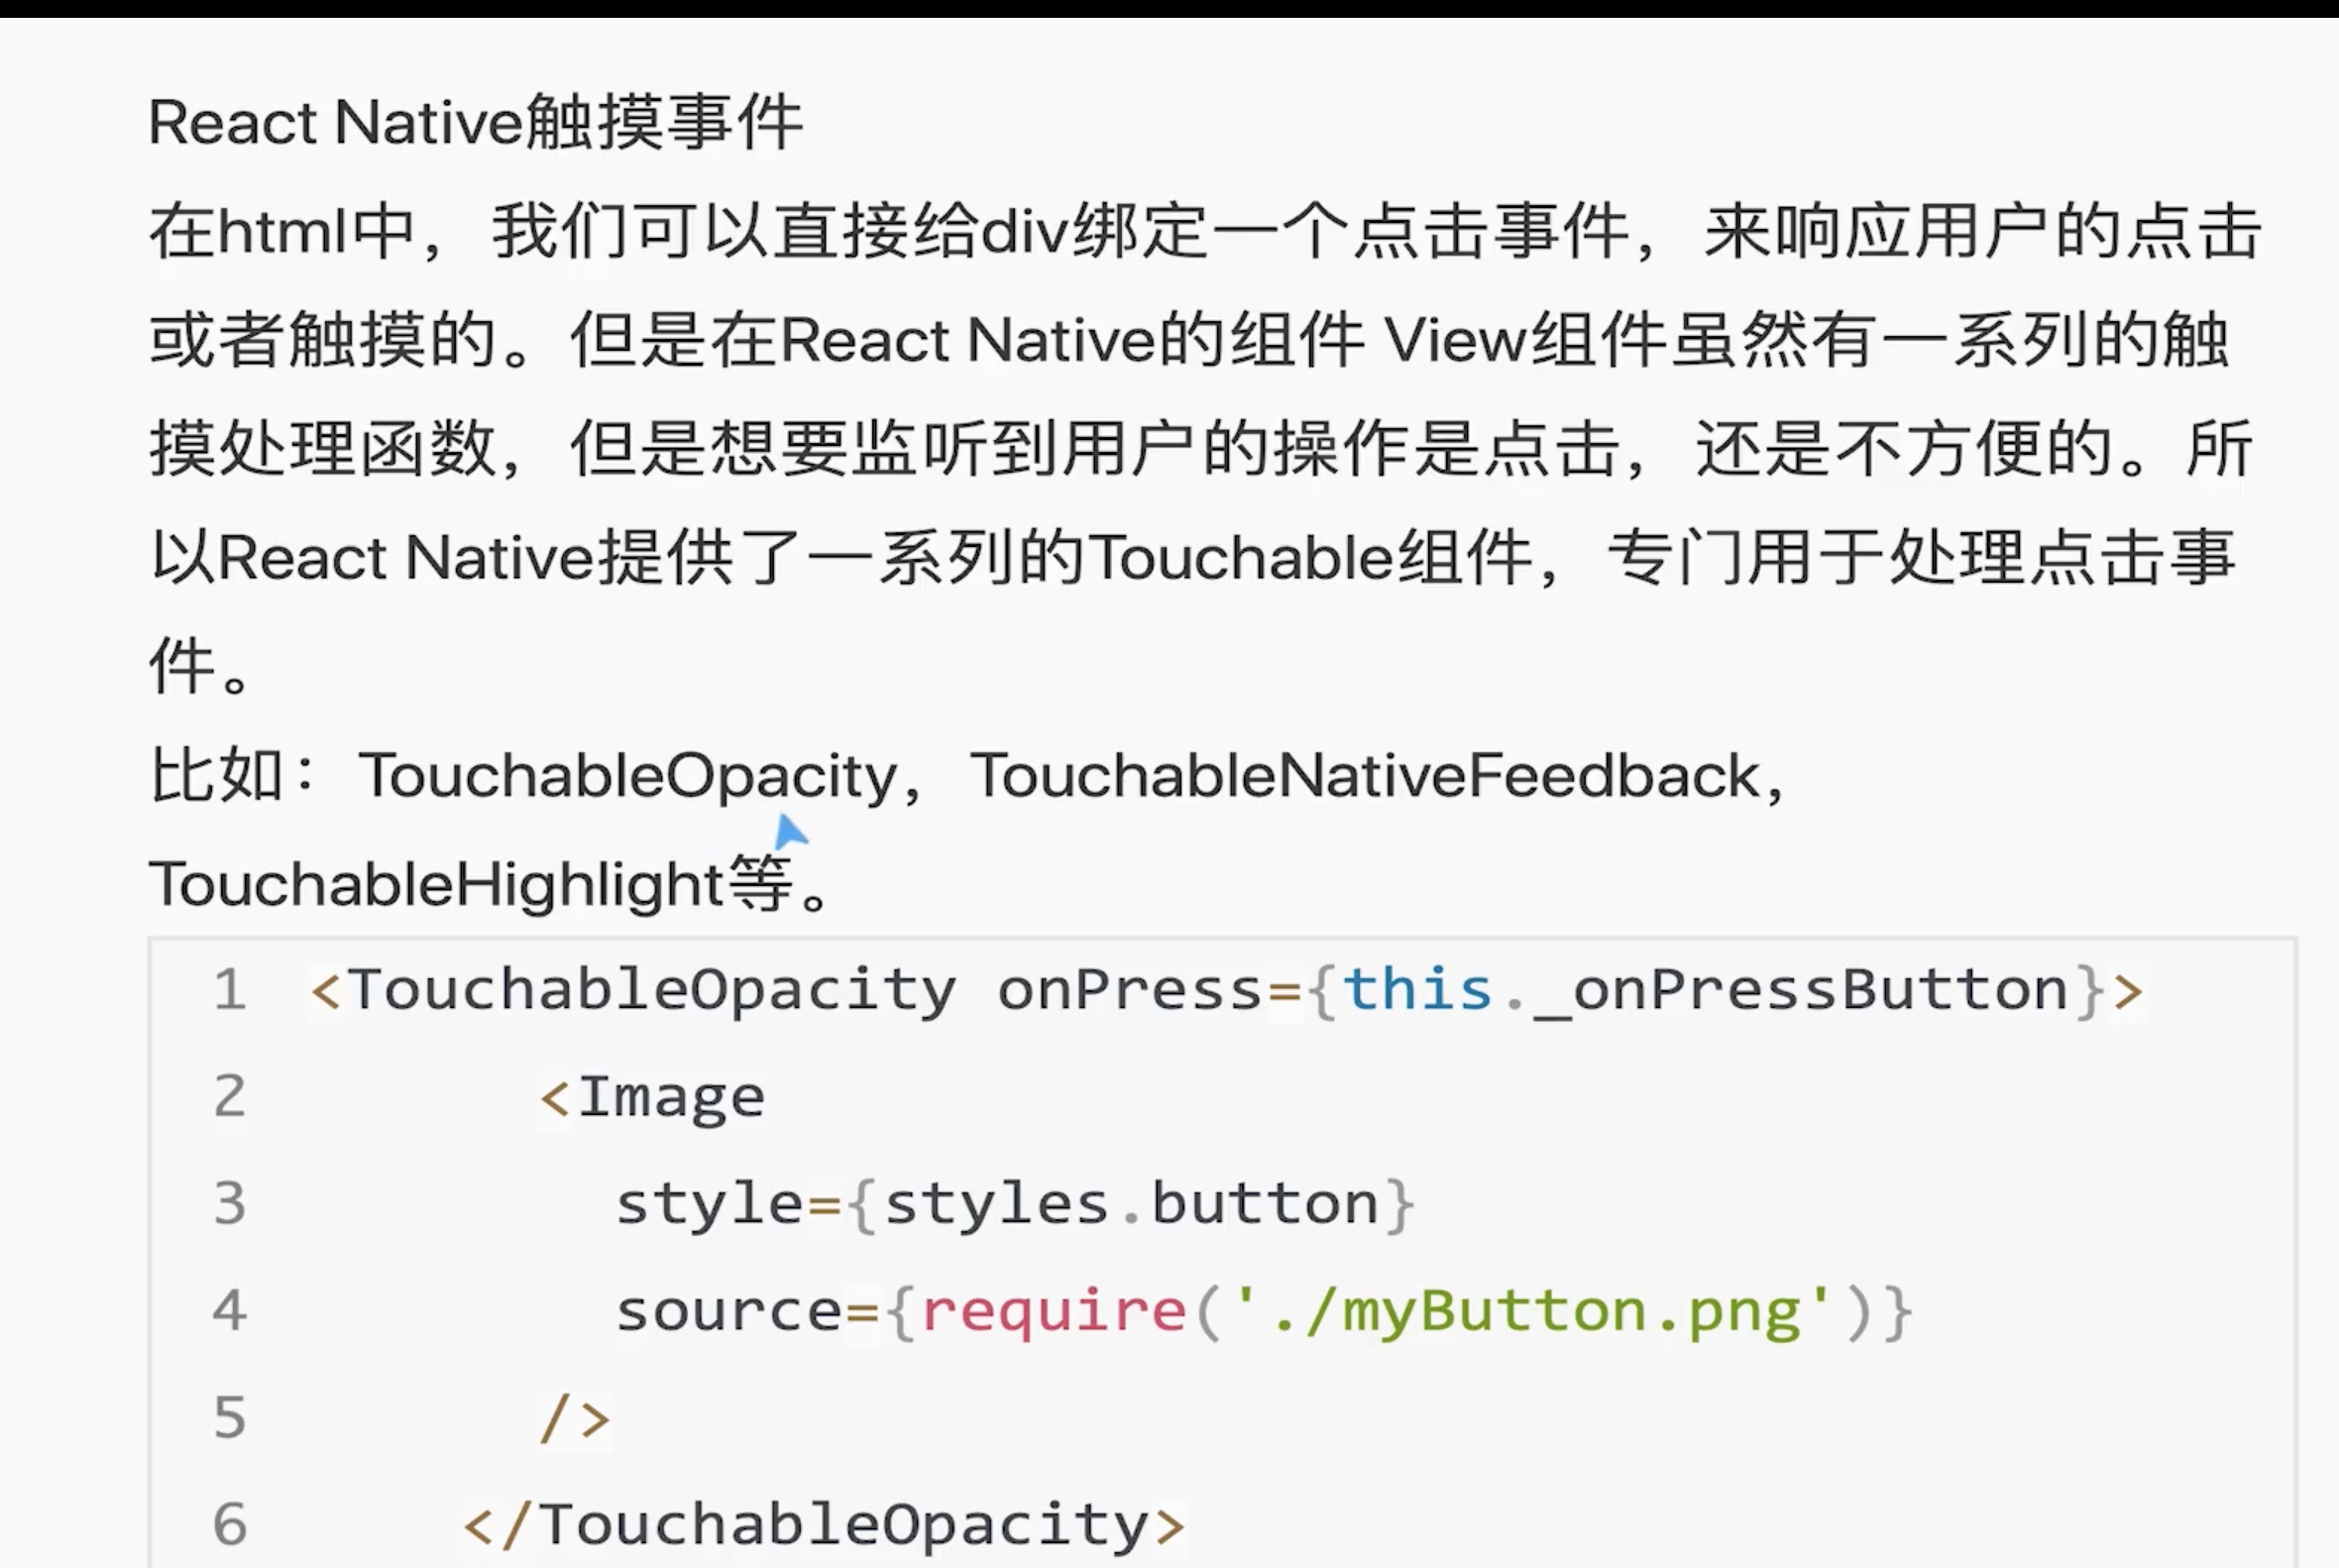 React Native触摸事件
在html中，我们可以直接给div绑定一个点击事件，来响应用户的点击
或者触摸的。但是在React Native的组件 View组件虽然有一系列的触
摸处理函数，但是想要监听到用户的操作是点击，还是不方便的。所
以React Native提供了一系列的Touchable组件，专门用于处理点击事
件。
比如：TouchableOpacity，TouchableNativeFeedback，
TouchableHighlight等。
1 <TouchableOpacity onPress={this._onPressButton}>
2 <Image
3 style={styles.button}
4 source={require('./myButton.png')}
5 />
6 </TouchableOpacity>